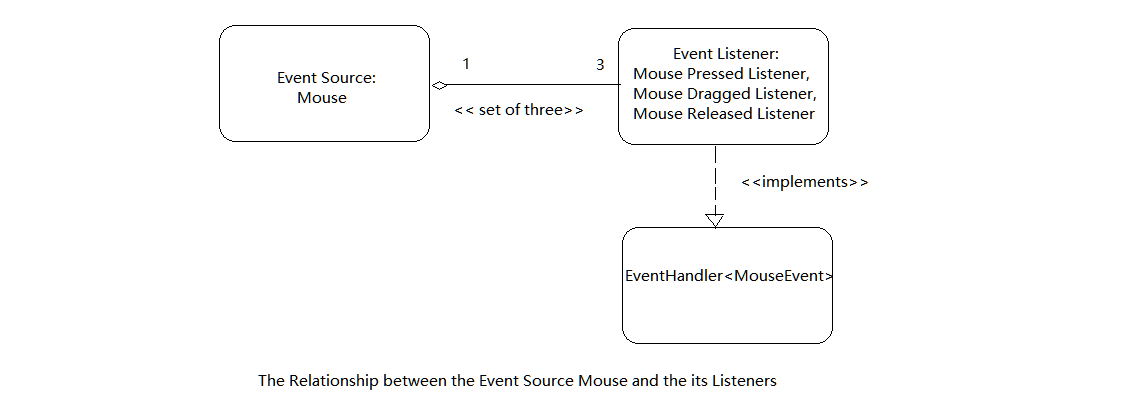 Event Source:
Mouse
1
3
<< set of three>>
Event Listener:
Mouse Pressed Listener,
Mouse Dragged Listener,
Mouse Released Listener
<<implements>>
EventHandler<MouseEvent>
The Relationship between the Event Source Mouse and the its Listeners